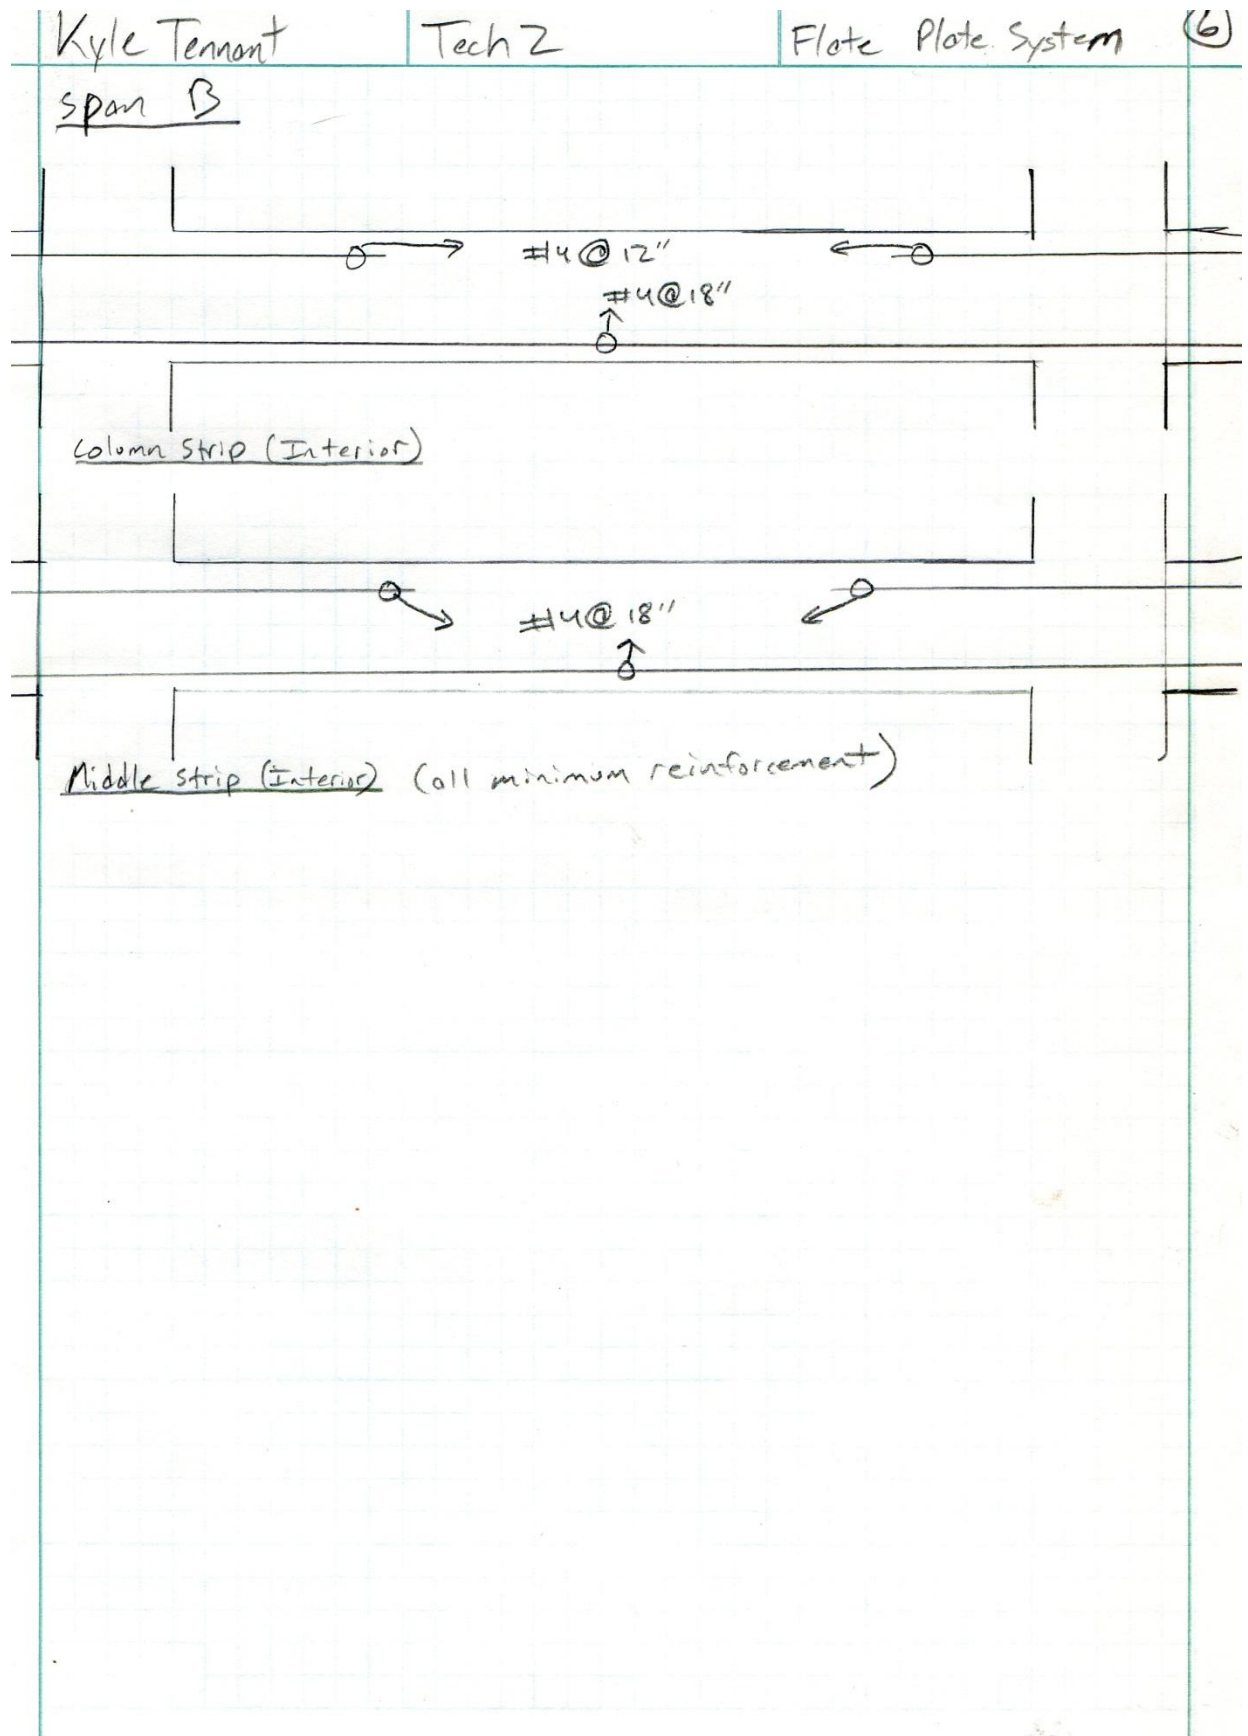 Kyle Tennant Tech 2 Flate Plate System 6
span B
#4@12"
#4@18"
Column Strip (Interior)
#4@18"
Middle Strip (Interior) (all minimum reinforcement)